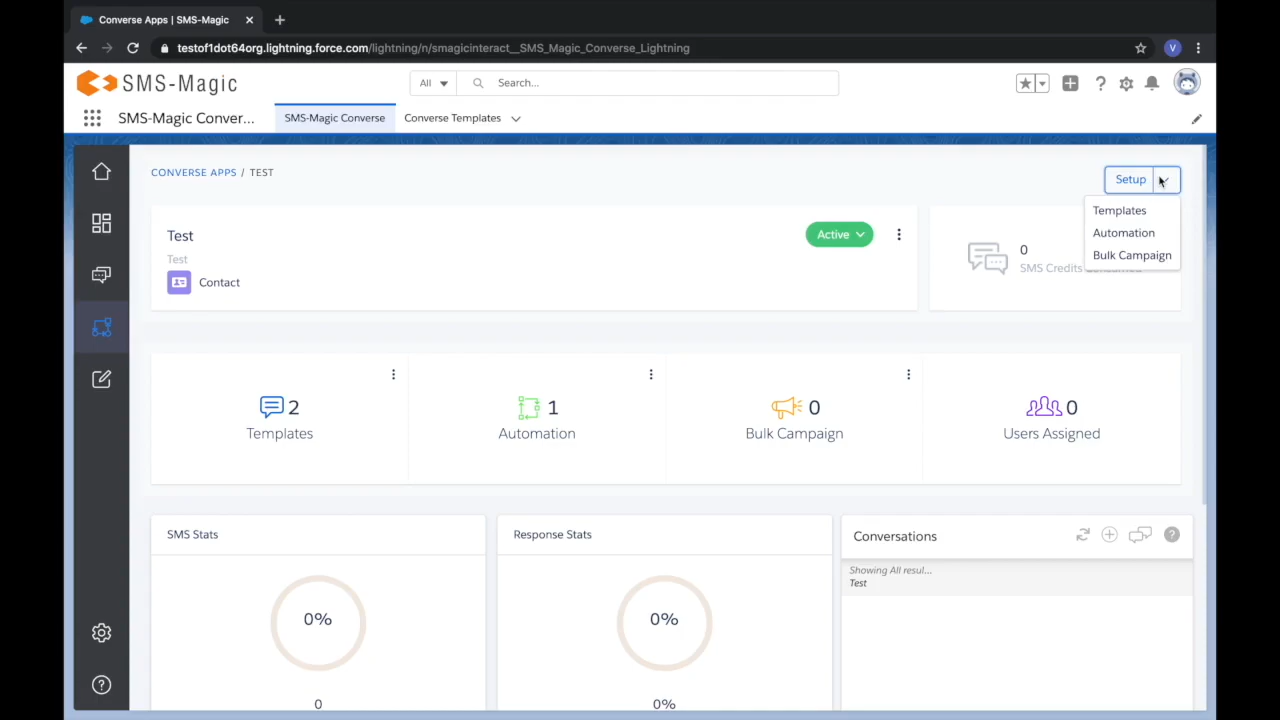 Converse Apps | SMS-Magic
testof1dot64org.lightning.force.com/lightning/n/smagicinteract__SMS_Magic_Converse_Lightning
V
SMS-Magic
All
Search...
SMS-Magic Conver...
SMS-Magic Converse
Converse Templates
CONVERSE APPS / TEST
Setup
Templates
Automation
Bulk Campaign
Test
Active
Test
Contact
0
SMS Credits
2
Templates
1
Automation
0
Bulk Campaign
0
Users Assigned
SMS Stats
0%
0
Response Stats
0%
0%
Conversations
Showing All resul...
Test